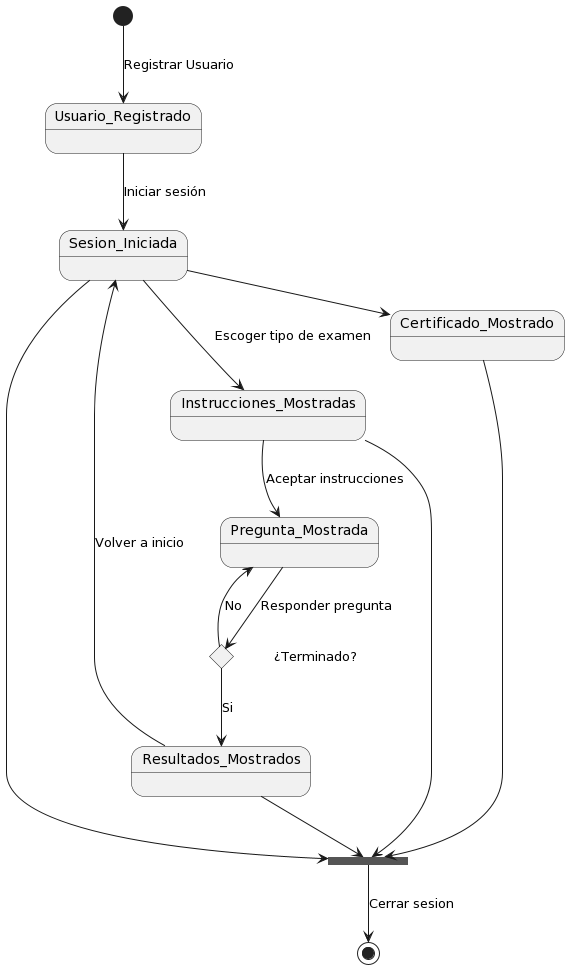 Registrar Usuario
Usuario_Registrado
Iniciar sesión
Sesion_Iniciada
Certificado_Mostrado
Escoger tipo de examen
Instrucciones_Mostradas
Aceptar instrucciones
Pregunta_Mostrada
Volver a inicio
No
Responder pregunta
¿Terminado?
Si
Resultados_Mostrados
Cerrar sesion